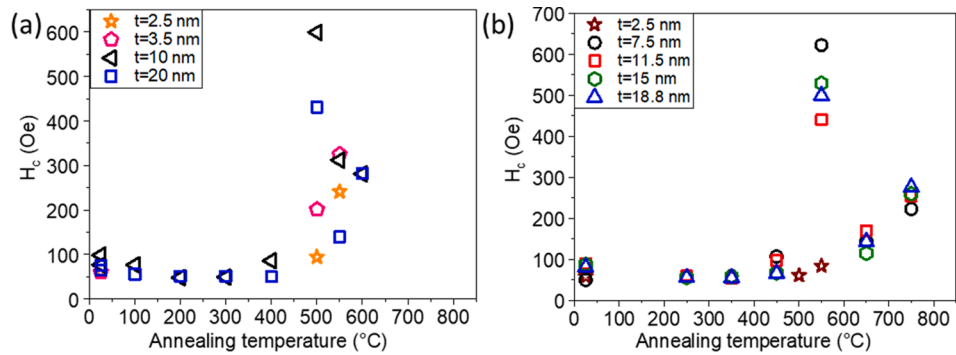 (a)
t=2.5 nm
t=3.5 nm
t=10 nm
t=20 nm
600
500
400
300
200
100
0
H_c (Oe)
0 100 200 300 400 500 600 700 800
Annealing temperature (°C)
(b)
t=2.5 nm
t=7.5 nm
t=11.5 nm
t=15 nm
t=18.8 nm
700
600
500
400
300
200
100
0
H_c (Oe)
0 100 200 300 400 500 600 700 800
Annealing temperature (°C)